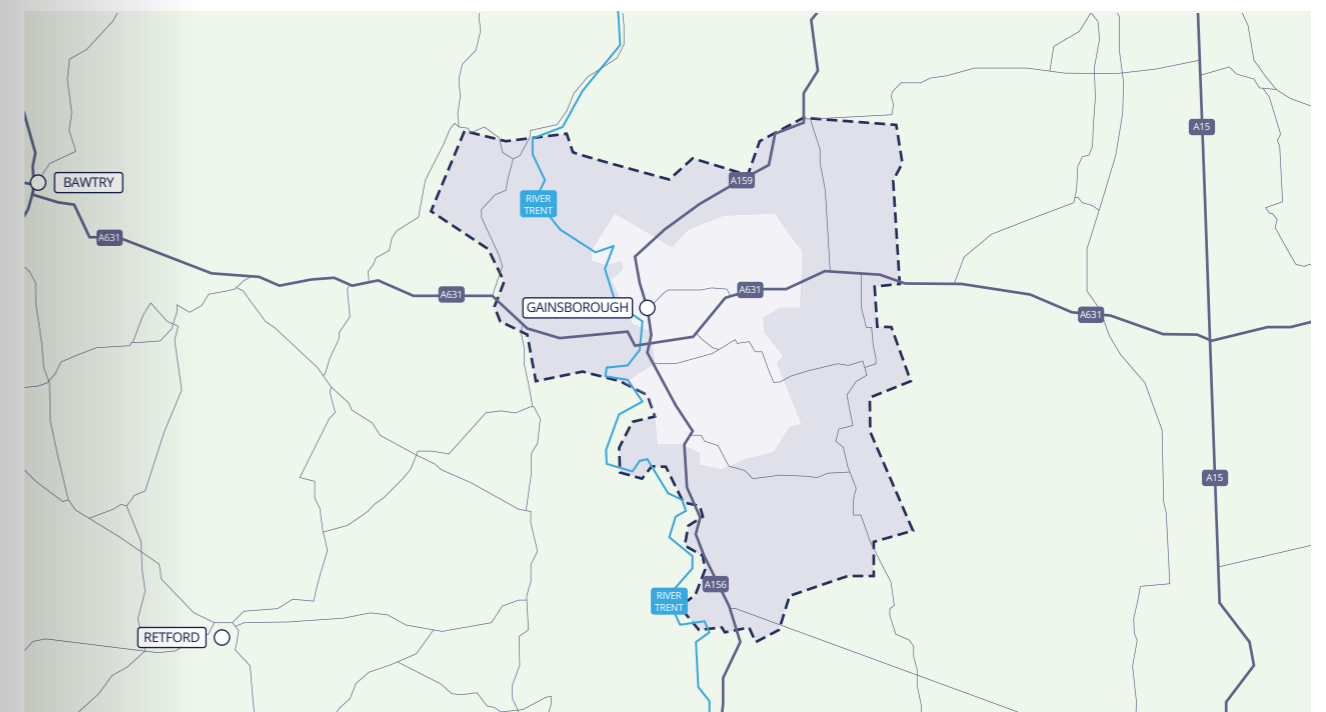 A15
BAWTRY
A159
RIVER
TRENT
A631
A631
A631
GAINSBOROUGH
A631
A15
A156
RIVER
TRENT
RETFORD